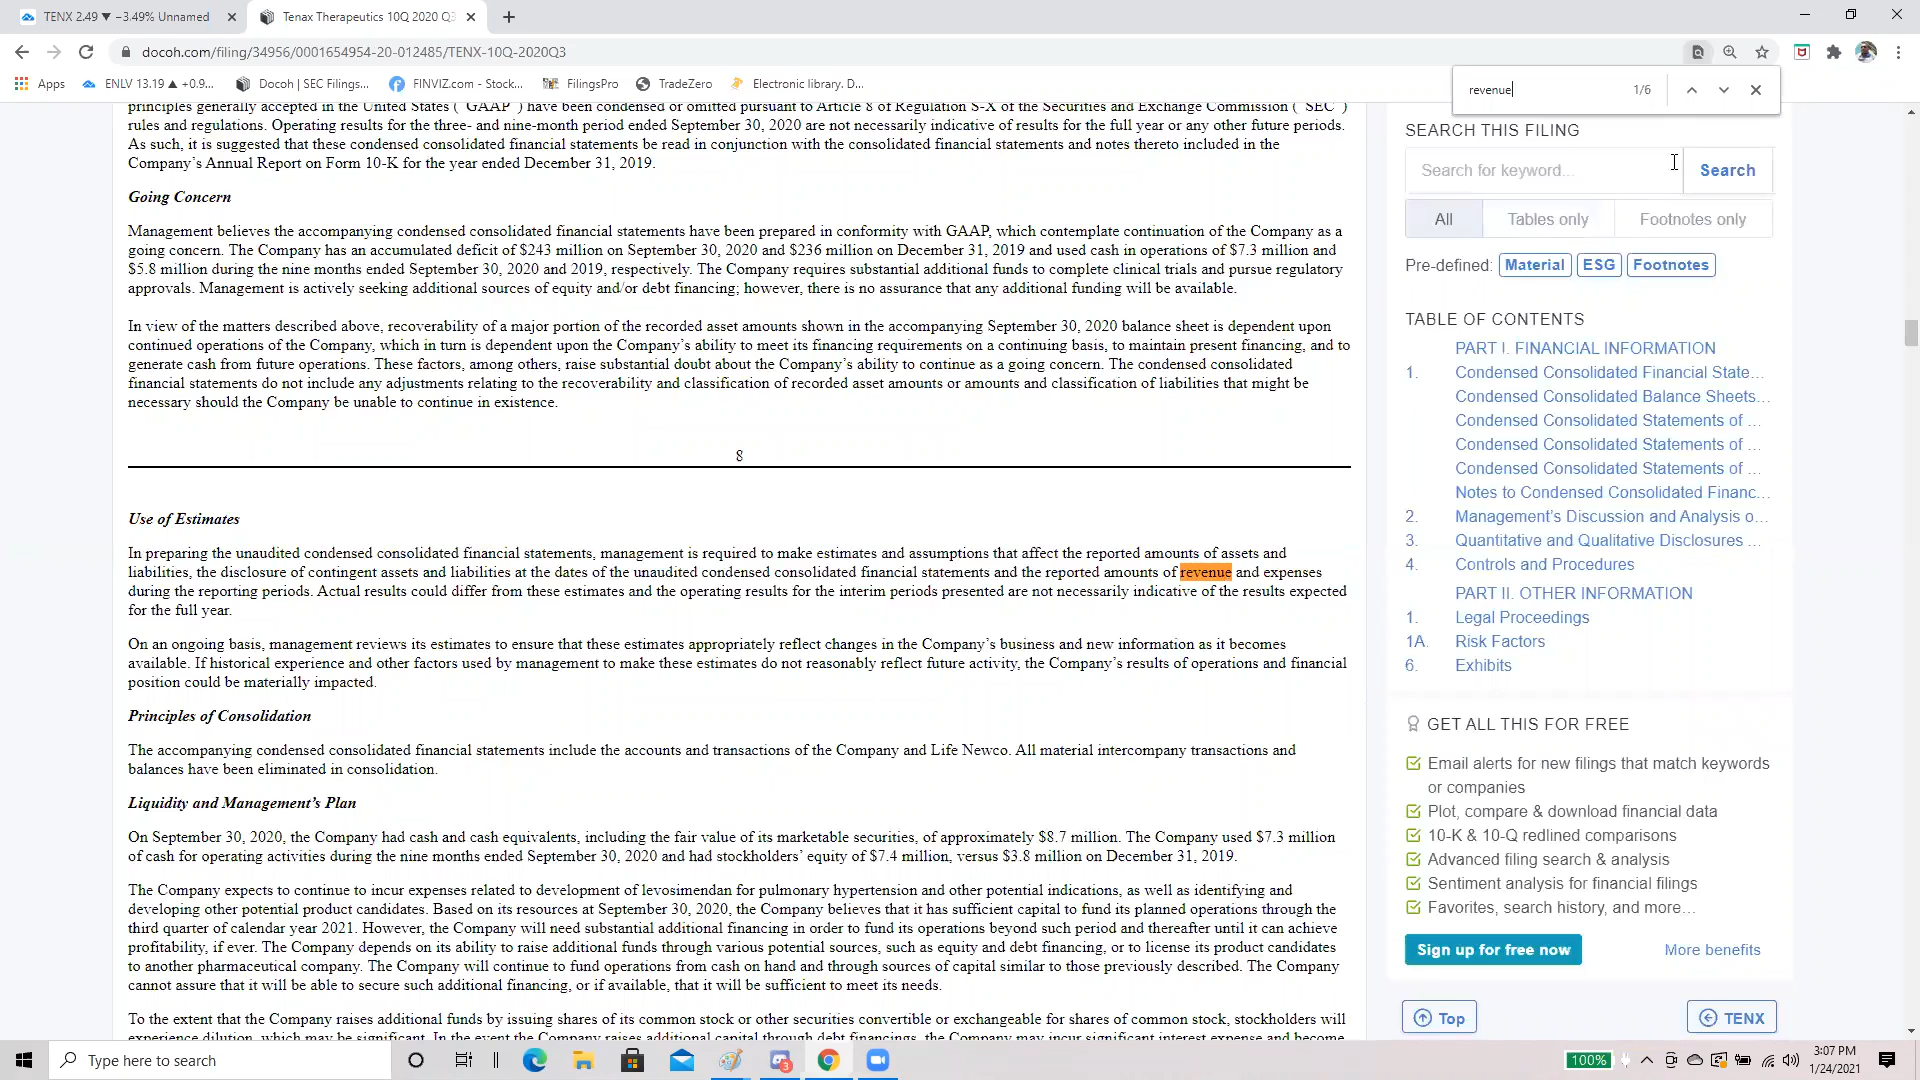 TENX 2.49 ▼ −3.49% Unnamed
Tenax Therapeutics 10Q 2020 Q3
docoh.com/filing/34956/0001654954-20-012485/TENX-10Q-2020Q3
Apps
ENLV 13.19 ▲ +0.9...
Docoh | SEC Filings...
FINVIZ.com - Stock...
FilingsPro
TradeZero
Electronic library. D...
revenue
1/6
principles generally accepted in the United States ("GAAP") have been condensed or omitted pursuant to Article 8 of Regulation S-X of the Securities and Exchange Commission ("SEC")
rules and regulations. Operating results for the three- and nine-month period ended September 30, 2020 are not necessarily indicative of results for the full year or any other future periods.
As such, it is suggested that these condensed consolidated financial statements be read in conjunction with the consolidated financial statements and notes thereto included in the
Company's Annual Report on Form 10-K for the year ended December 31, 2019.
Going Concern
Management believes the accompanying condensed consolidated financial statements have been prepared in conformity with GAAP, which contemplate continuation of the Company as a
going concern. The Company has an accumulated deficit of $243 million on September 30, 2020 and $236 million on December 31, 2019 and used cash in operations of $7.3 million and
$5.8 million during the nine months ended September 30, 2020 and 2019, respectively. The Company requires substantial additional funds to complete clinical trials and pursue regulatory
approvals. Management is actively seeking additional sources of equity and/or debt financing; however, there is no assurance that any additional funding will be available.
In view of the matters described above, recoverability of a major portion of the recorded asset amounts shown in the accompanying September 30, 2020 balance sheet is dependent upon
continued operations of the Company, which in turn is dependent upon the Company's ability to meet its financing requirements on a continuing basis, to maintain present financing, and to
generate cash from future operations. These factors, among others, raise substantial doubt about the Company's ability to continue as a going concern. The condensed consolidated
financial statements do not include any adjustments relating to the recoverability and classification of recorded asset amounts or amounts and classification of liabilities that might be
necessary should the Company be unable to continue in existence.
8
Use of Estimates
In preparing the unaudited condensed consolidated financial statements, management is required to make estimates and assumptions that affect the reported amounts of assets and
liabilities, the disclosure of contingent assets and liabilities at the dates of the unaudited condensed consolidated financial statements and the reported amounts of revenue and expenses
during the reporting periods. Actual results could differ from these estimates and the operating results for the interim periods presented are not necessarily indicative of the results expected
for the full year.
On an ongoing basis, management reviews its estimates to ensure that these estimates appropriately reflect changes in the Company's business and new information as it becomes
available. If historical experience and other factors used by management to make these estimates do not reasonably reflect future activity, the Company's results of operations and financial
position could be materially impacted.
Principles of Consolidation
The accompanying condensed consolidated financial statements include the accounts and transactions of the Company and Life Newco. All material intercompany transactions and
balances have been eliminated in consolidation.
Liquidity and Management's Plan
On September 30, 2020, the Company had cash and cash equivalents, including the fair value of its marketable securities, of approximately $8.7 million. The Company used $7.3 million
of cash for operating activities during the nine months ended September 30, 2020 and had stockholders' equity of $7.4 million, versus $3.8 million on December 31, 2019.
The Company expects to continue to incur expenses related to development of levosimendan for pulmonary hypertension and other potential indications, as well as identifying and
developing other potential product candidates. Based on its resources at September 30, 2020, the Company believes that it has sufficient capital to fund its planned operations through the
third quarter of calendar year 2021. However, the Company will need substantial additional financing in order to fund its operations beyond such period and thereafter until it can achieve
profitability, if ever. The Company depends on its ability to raise additional funds through various potential sources, such as equity and debt financing, or to license its product candidates
to another pharmaceutical company. The Company will continue to fund operations from cash on hand and through sources of capital similar to those previously described. The Company
cannot assure that it will be able to secure such additional financing, or if available, that it will be sufficient to meet its needs.
To the extent that the Company raises additional funds by issuing shares of its common stock or other securities convertible or exchangeable for shares of common stock, stockholders will
experience dilution, which may be significant. In the event the Company raises additional capital through debt financings, the Company may incur significant interest expense and become
SEARCH THIS FILING
Search for keyword...
Search
All
Tables only
Footnotes only
Pre-defined: Material ESG Footnotes
TABLE OF CONTENTS
PART I. FINANCIAL INFORMATION
1. Condensed Consolidated Financial State...
Condensed Consolidated Balance Sheets...
Condensed Consolidated Statements of ...
Condensed Consolidated Statements of ...
Condensed Consolidated Statements of ...
Notes to Condensed Consolidated Financ...
2. Management's Discussion and Analysis o...
3. Quantitative and Qualitative Disclosures ...
4. Controls and Procedures
PART II. OTHER INFORMATION
1. Legal Proceedings
1A. Risk Factors
6. Exhibits
GET ALL THIS FOR FREE
Email alerts for new filings that match keywords
or companies
Plot, compare & download financial data
10-K & 10-Q redlined comparisons
Advanced filing search & analysis
Sentiment analysis for financial filings
Favorites, search history, and more...
Sign up for free now
More benefits
Top
TENX
Type here to search
3
100%
3:07 PM
1/24/2021